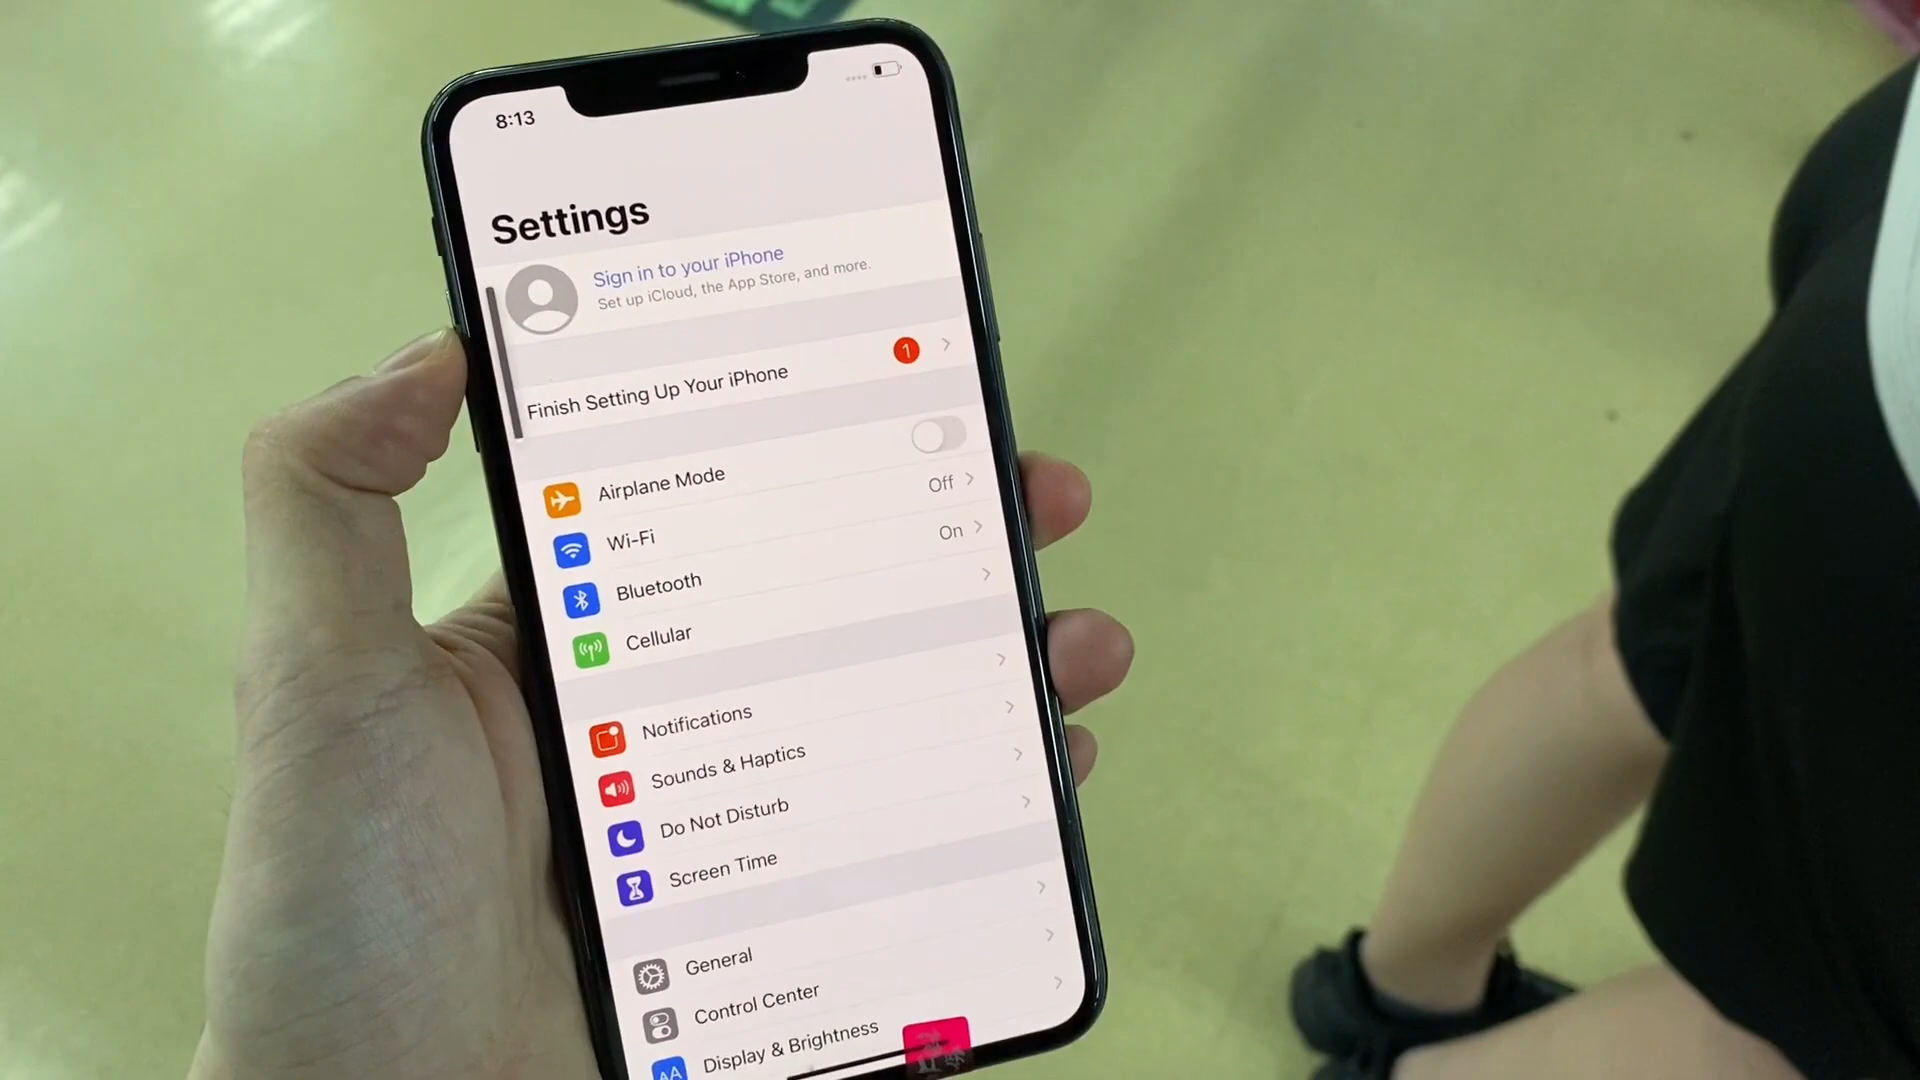 8:13
Settings
Sign in to your iPhone
Set up iCloud, the App Store, and more.
Finish Setting Up Your iPhone
1
Airplane Mode
Wi-Fi
Off
Bluetooth
On
Cellular
Notifications
Sounds & Haptics
Do Not Disturb
Screen Time
General
Control Center
AA
Display & Brightness